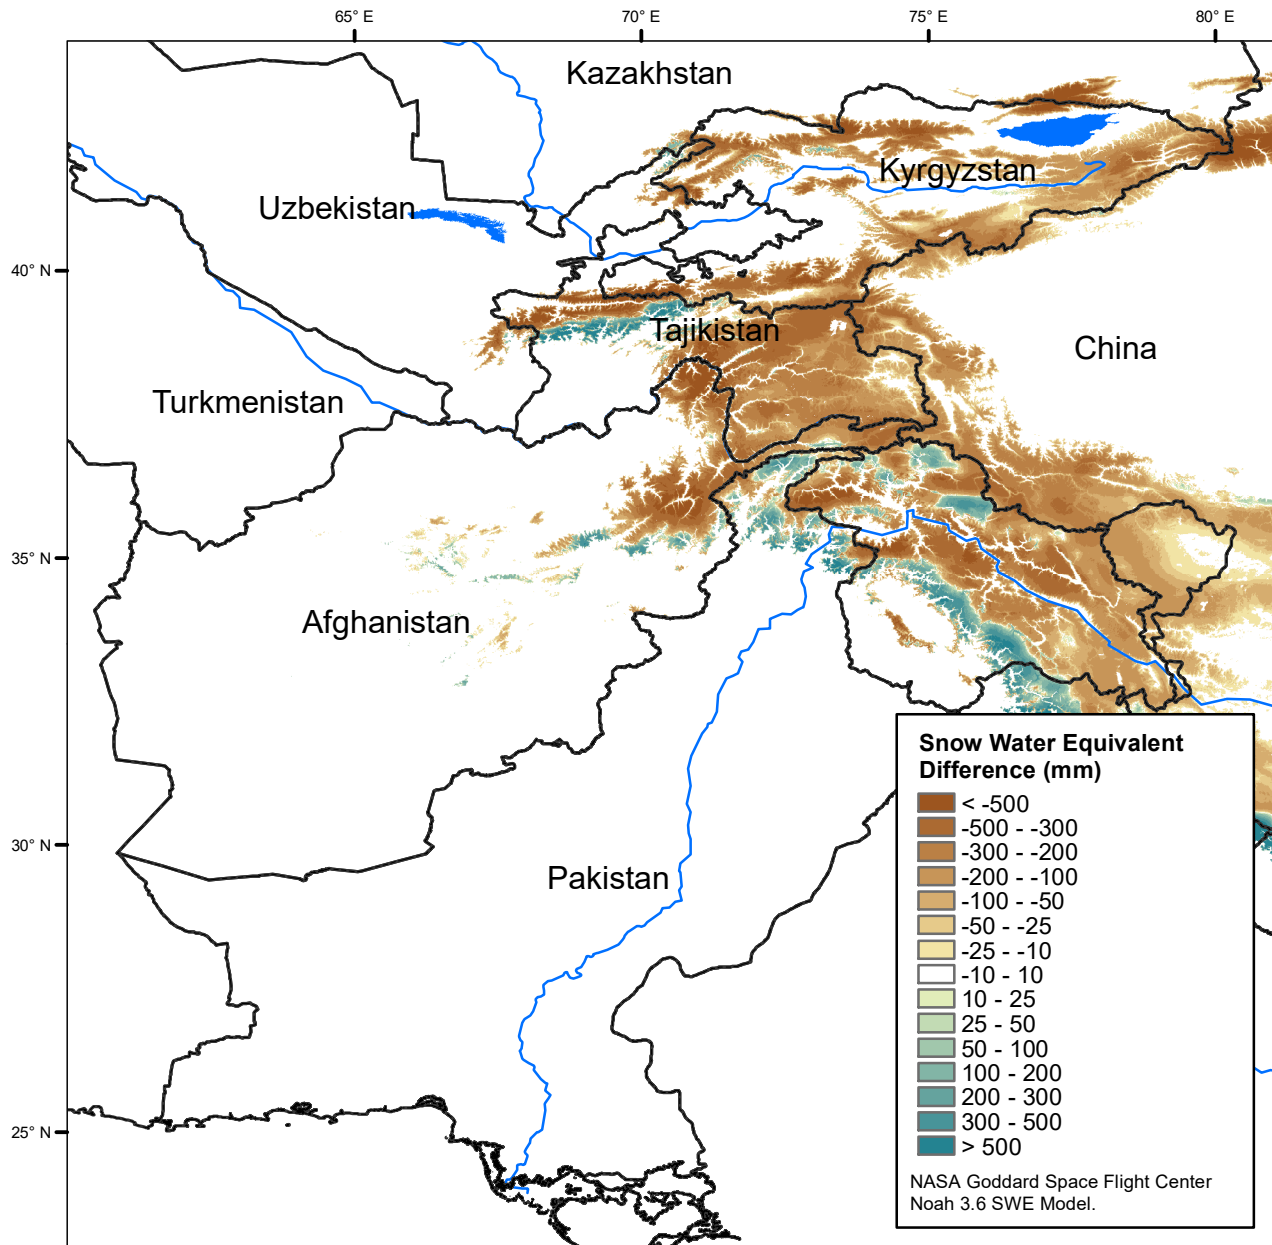 65° E
70° E
75° E
80° E
Kazakhstan
Kyrgyzstan
Uzbekistan
40° N
Tajikistan
China
Turkmenistan
35° N
Afghanistan
Snow Water Equivalent
Difference (mm)
< -500
-500 - -300
-300 - -200
-200 - -100
-100 - -50
-50 - -25
-25 - -10
-10 - 10
10 - 25
25 - 50
50 - 100
100 - 200
200 - 300
300 - 500
> 500
30° N
Pakistan
25° N
NASA Goddard Space Flight Center
Noah 3.6 SWE Model.